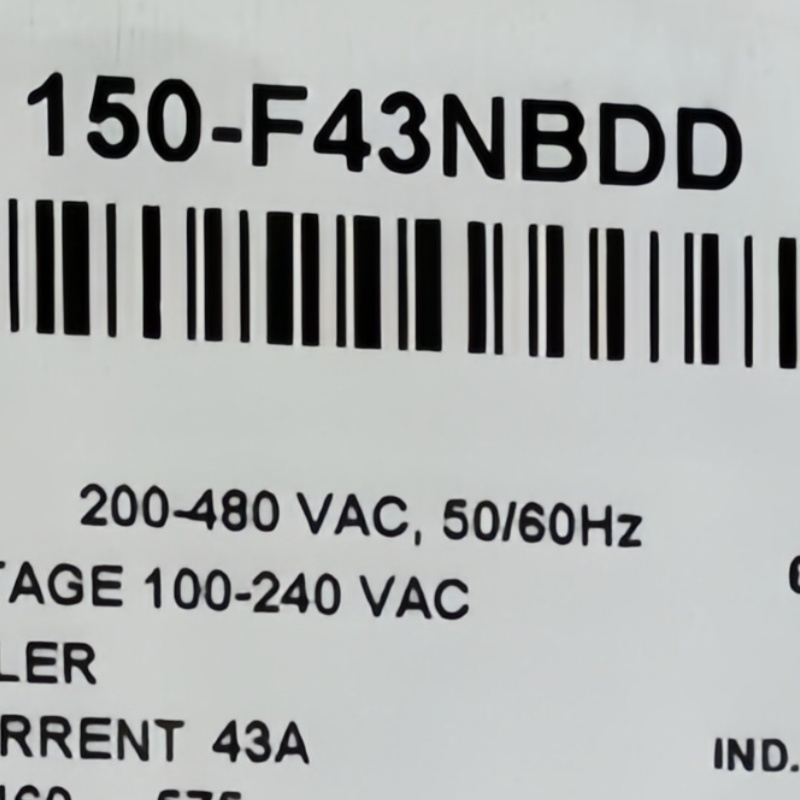 150-F43NBDD
200-480 VAC, 50/60Hz
TAGE 100-240 VAC
LER
RRENT 43A
IND.